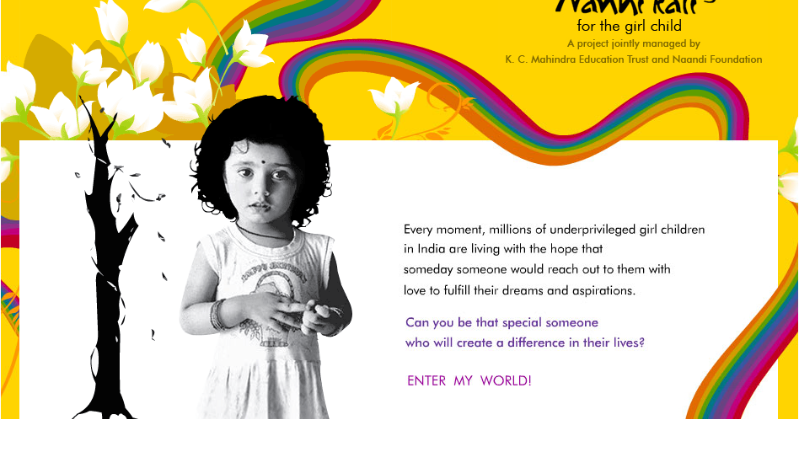 Nanhi Kali
for the girl child
A project jointly managed by
K. C. Mahindra Education Trust and Naandi Foundation
Every moment, millions of underprivileged girl children
in India are living with the hope that
someday someone would reach out to them with
love to fulfill their dreams and aspirations.
Can you be that special someone
who will create a difference in their lives?
ENTER MY WORLD!